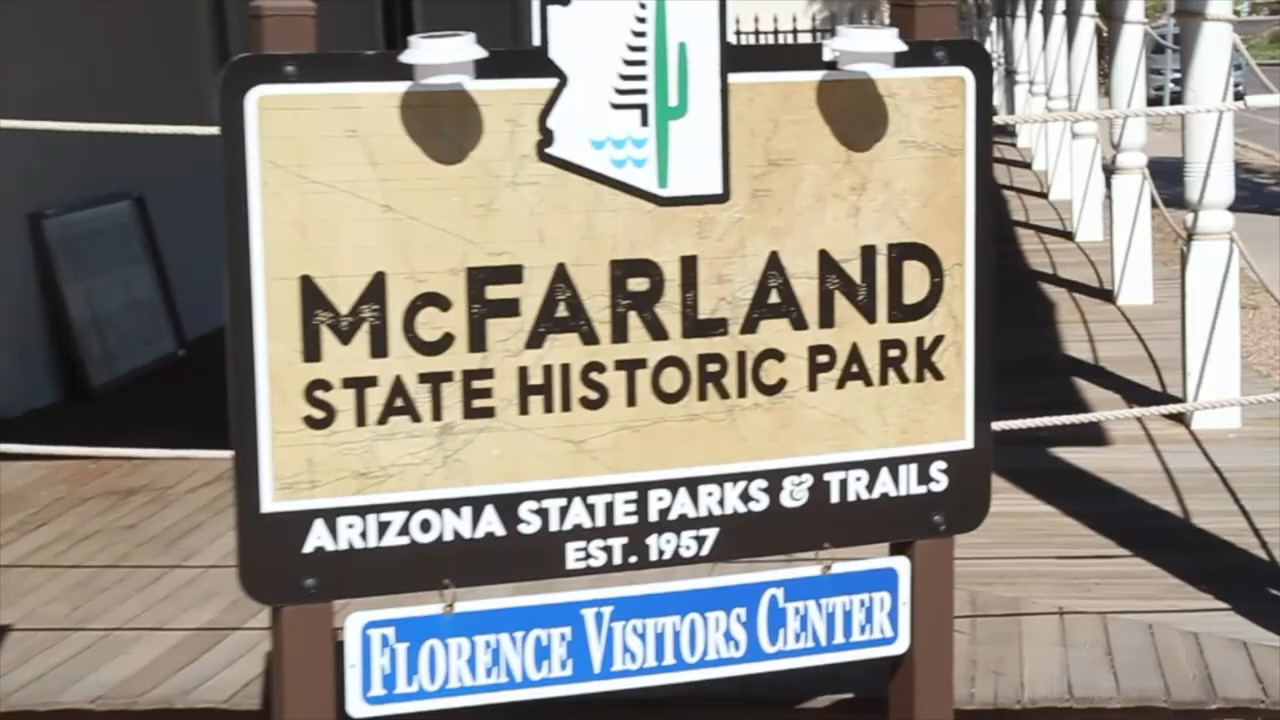 McFARLAND
STATE HISTORIC PARK
ARIZONA STATE PARKS & TRAILS
EST. 1957
FLORENCE VISITORS CENTER